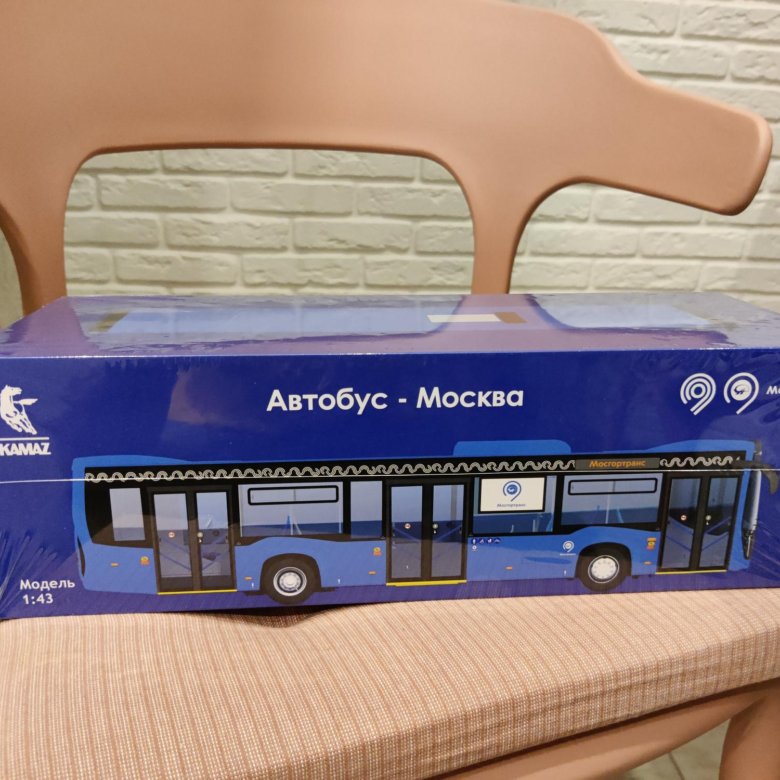 Автобус - Москва
KAMAZ
Мосгортранс
Мосгортранс
Модель
1:43